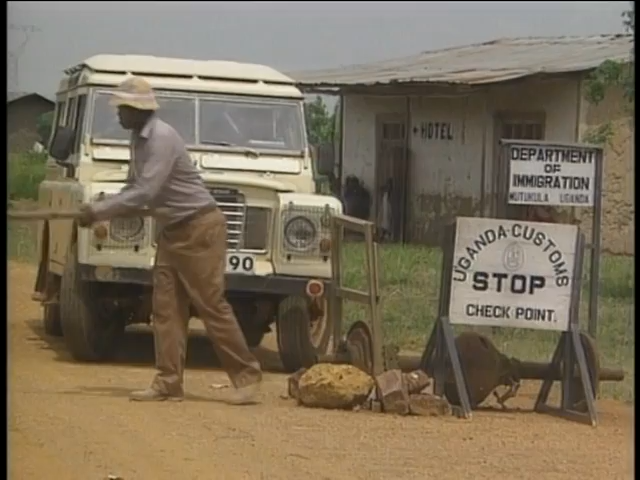 + HOTEL
DEPARTMENT
OF
IMMIGRATION
MUTUKULA UGANDA
UGANDA-CUSTOMS
STOP
CHECK POINT.
90